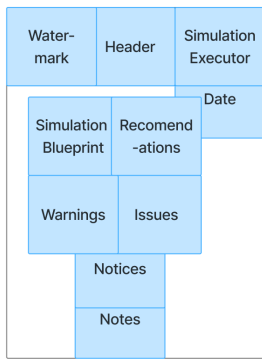 Water-
mark
Header
Simulation
Executor
Date
Simulation
Blueprint
Recomend
-ations
Warnings
Issues
Notices
Notes